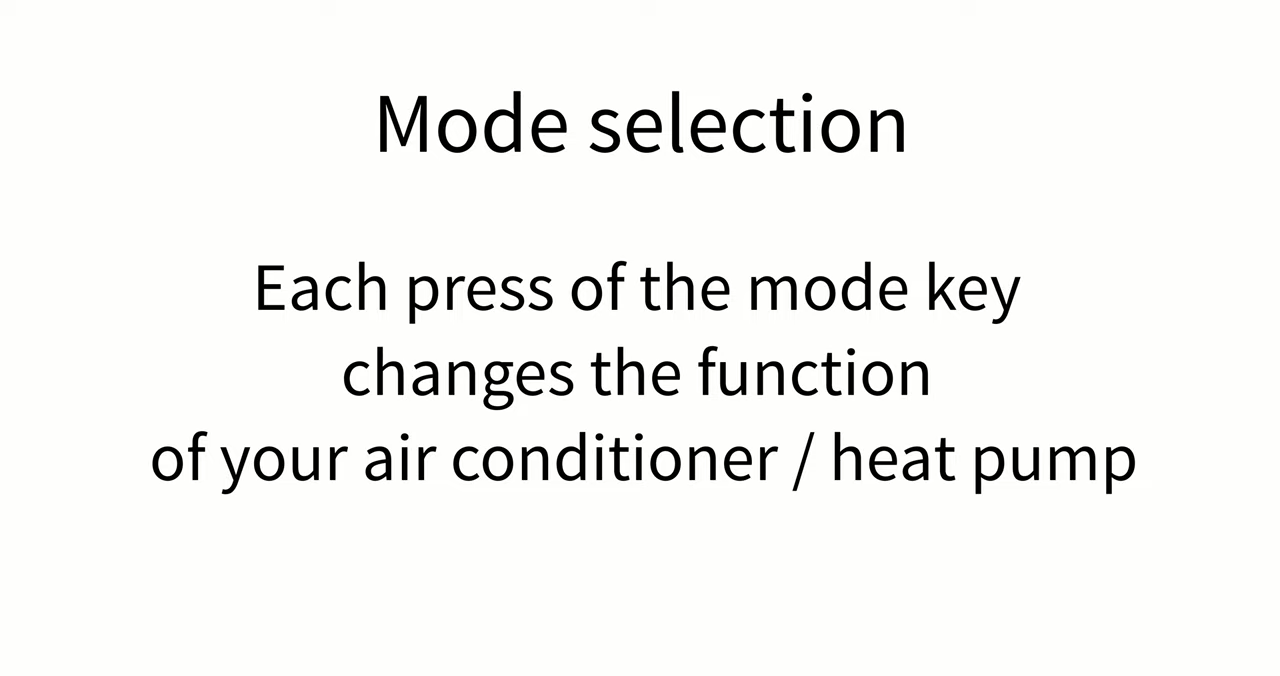 Mode selection
Each press of the mode key
changes the function
of your air conditioner / heat pump